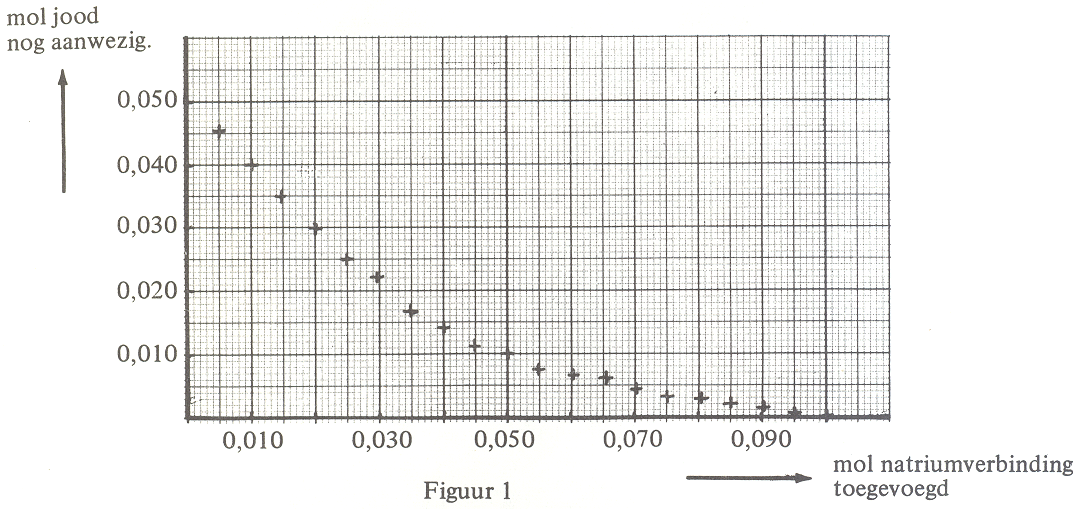 mol jood
nog aanwezig.
0,050
0,040
0,030
0,020
0,010
0,010 0,030 0,050 0,070 0,090
mol natriumverbinding
toegevoegd
Figuur 1